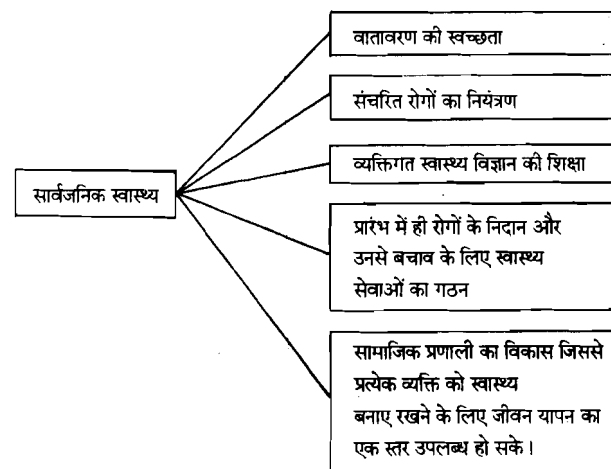 वातावरण की स्वच्छता
संचरित रोगों का नियंत्रण
व्यक्तिगत स्वास्थ्य विज्ञान की शिक्षा
सार्वजनिक स्वास्थ्य
प्रारंभ में ही रोगों के निदान और
उनसे बचाव के लिए स्वास्थ्य
सेवाओं का गठन
सामाजिक प्रणाली का विकास जिससे
प्रत्येक व्यक्ति को स्वास्थ्य
बनाए रखने के लिए जीवन यापन का
एक स्तर उपलब्ध हो सके।